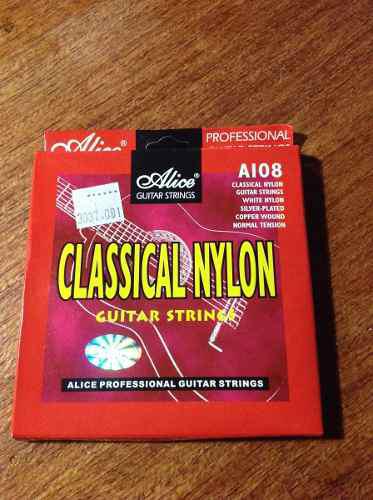 Alice®
PROFESSIONAL
Alice®
GUITAR STRINGS
A108
CLASSICAL NYLON
GUITAR STRINGS
WHITE NYLON
SILVER-PLATED
COPPER WOUND
NORMAL TENSION
CLASSICAL NYLON
GUITAR STRINGS
ALICE PROFESSIONAL GUITAR STRINGS